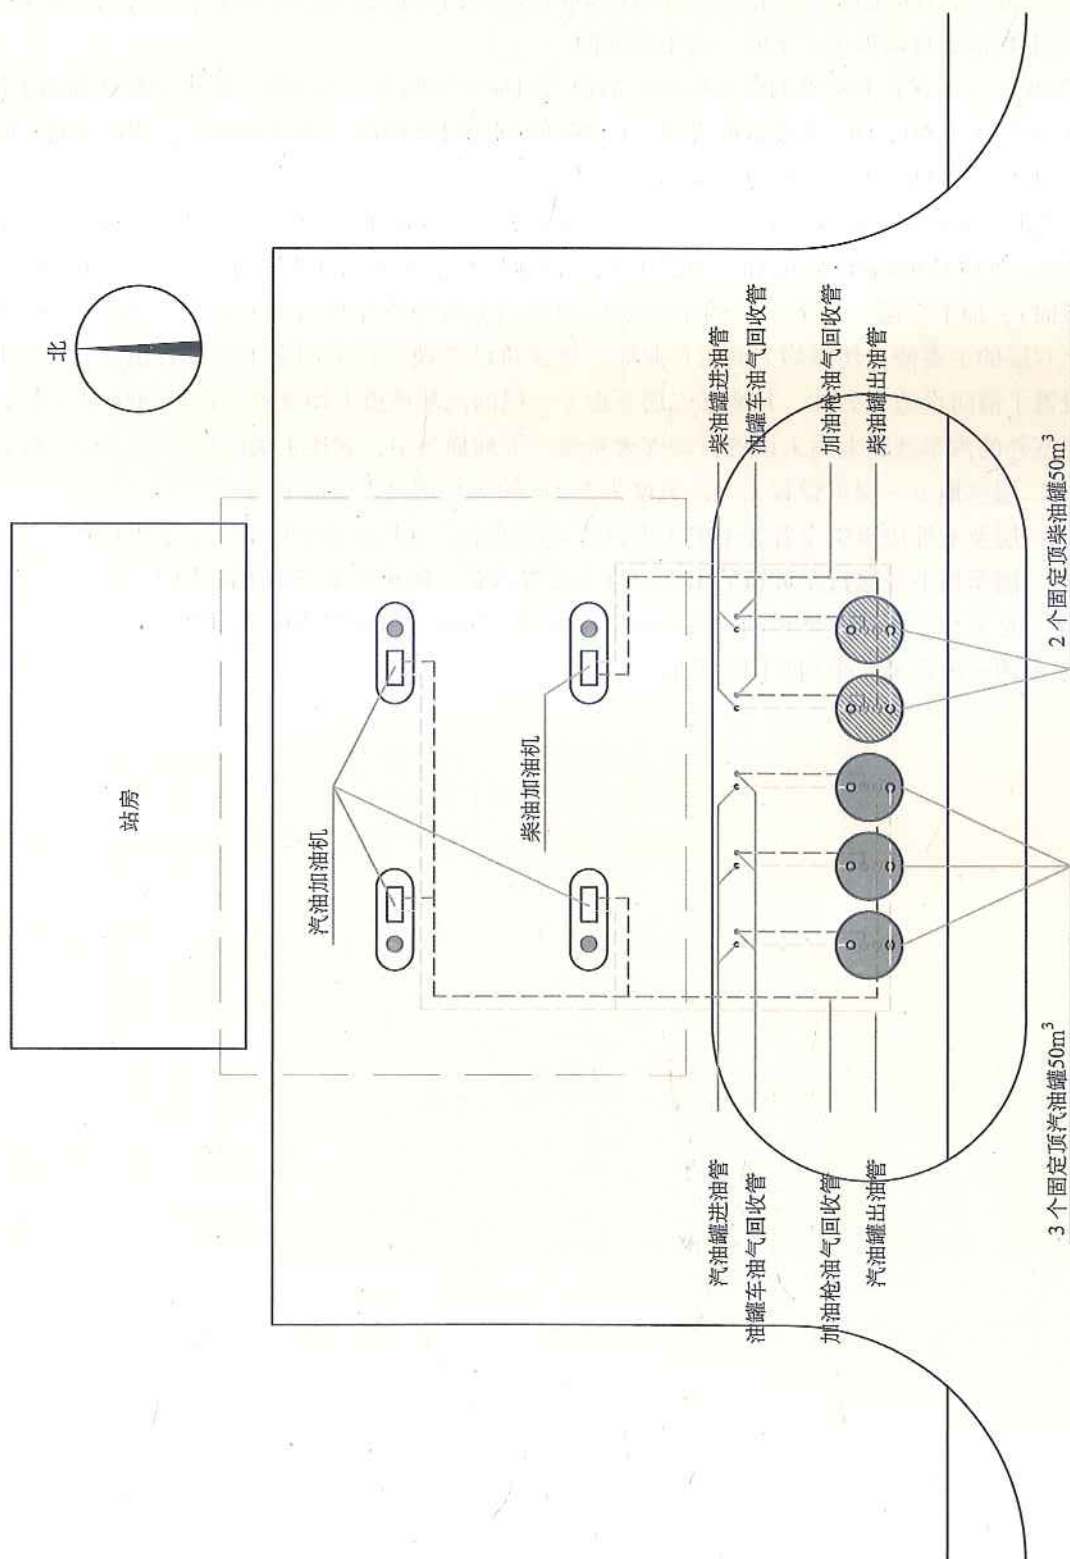 北
站房
汽油加油机
柴油加油机
汽油罐进油管
油罐车油气回收管
加油枪油气回收管
汽油罐出油管
柴油罐进油管
油罐车油气回收管
加油枪油气回收管
柴油罐出油管
3个固定顶汽油罐50m³
2个固定顶柴油罐50m³